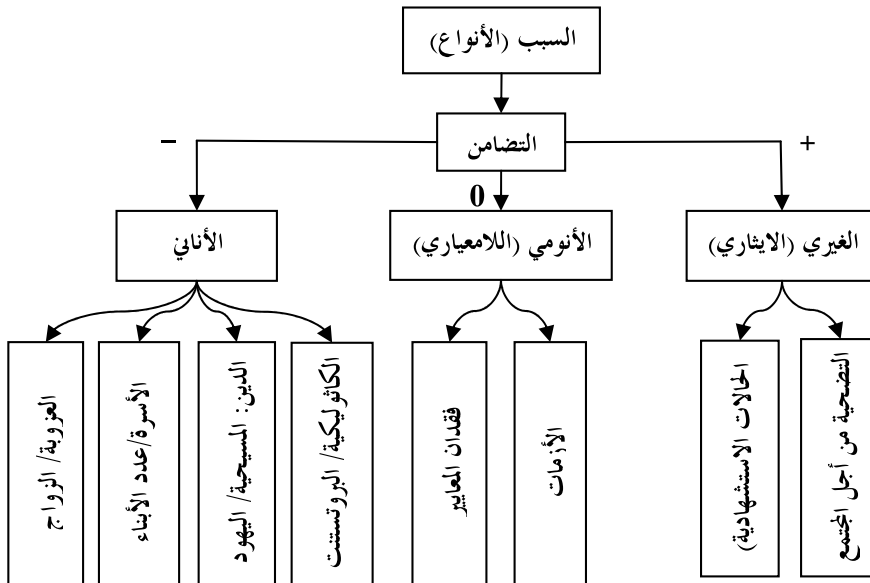 السبب (الأنواع)
التضامن
+
0
−
الغيري (الايثاري)
الأنومي (اللامعياري)
الأناني
التضحية من أجل المجتمع
الحالات الاستشهادية)
الأزمات
فقدان المعايير
الكاثوليكية/ البروتستنت
الدين: المسيحية/ اليهود
الأسرة/عدد الأبناء
العزوبة/ الزواج